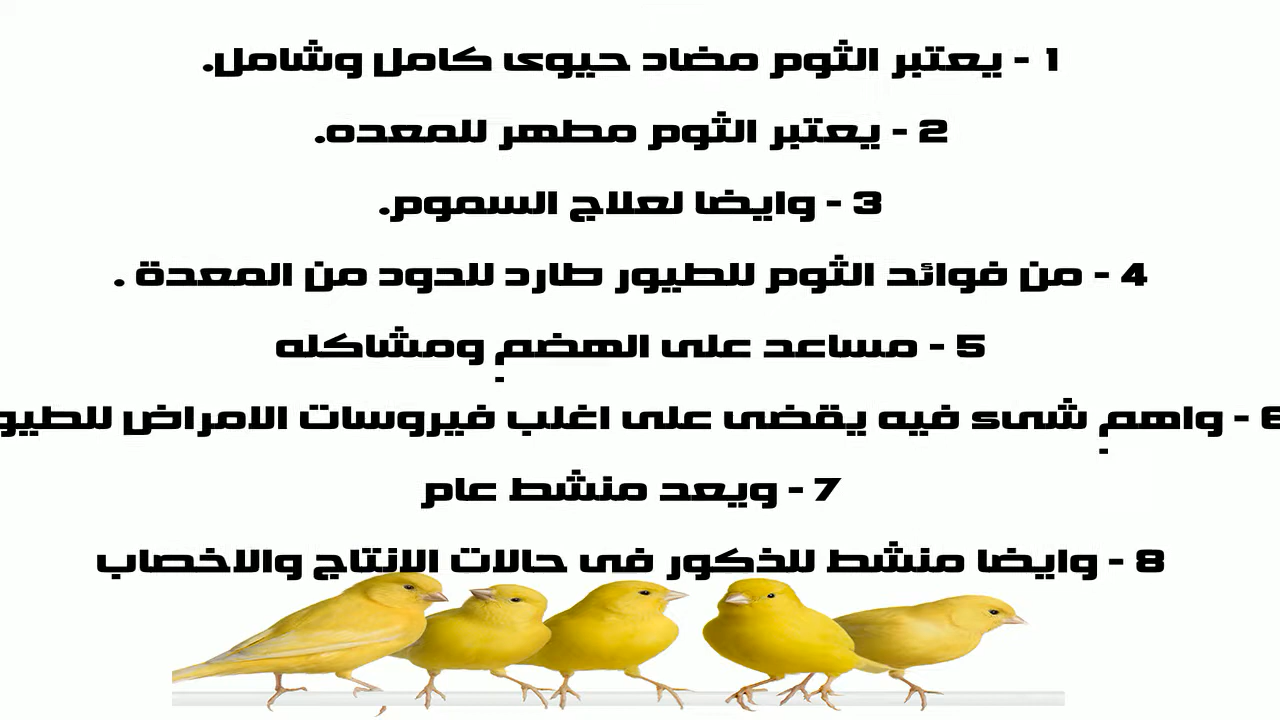 1 - يعتبر الثوم مضاد حيوى كامل وشامل.
2 - يعتبر الثوم مطهر للمعده.
3 - وايضا لعلاج السموم.
4 - من فوائد الثوم للطيور طارد للدود من المعدة .
5 - مساعد على الهضم ومشاكله
6 - واهم شىء فيه يقضى على اغلب فيروسات الامراض للطيو
7 - ويعد منشط عام
8 - وايضا منشط للذكور فى حالات الانتاج والاخصاب